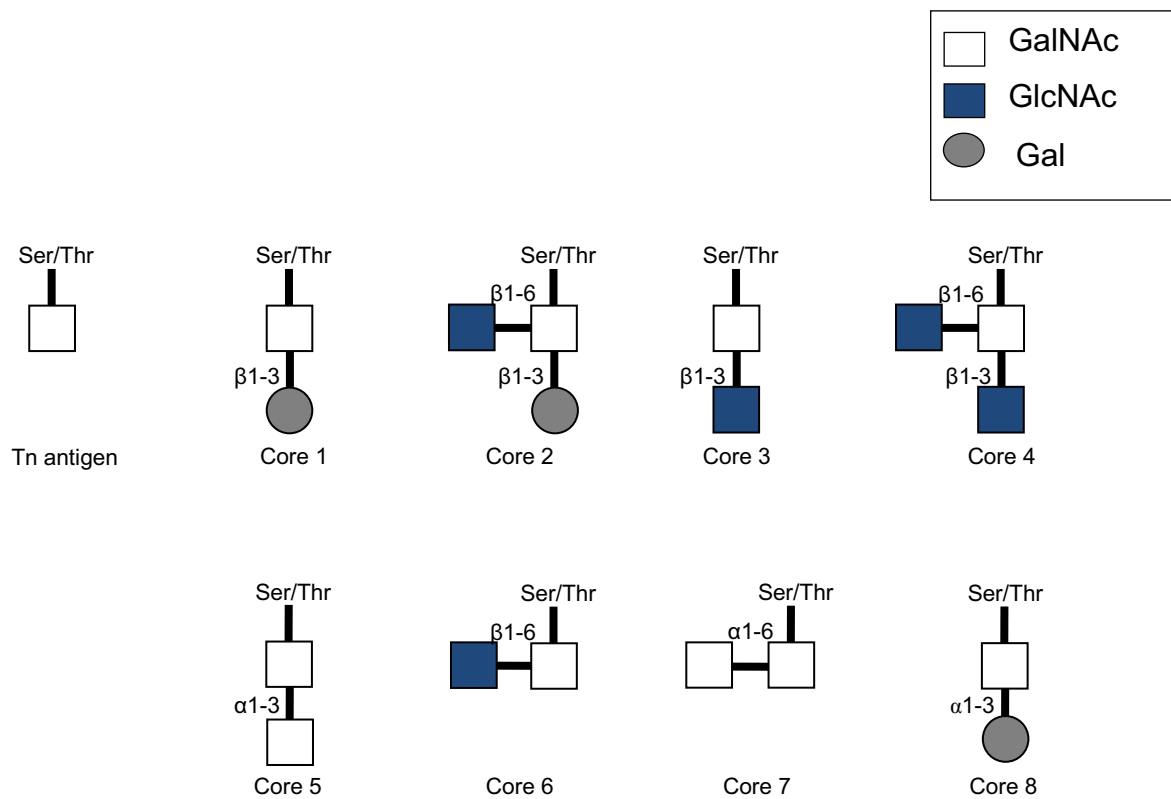 GalNAc
GlcNAc
Gal
Ser/Thr Ser/Thr Ser/Thr Ser/Thr Ser/Thr
β1-6 β1-6
β1-3 β1-3 β1-3 β1-3
Tn antigen Core 1 Core 2 Core 3 Core 4
Ser/Thr Ser/Thr Ser/Thr Ser/Thr
β1-6 α1-6
α1-3 α1-3
Core 5 Core 6 Core 7 Core 8